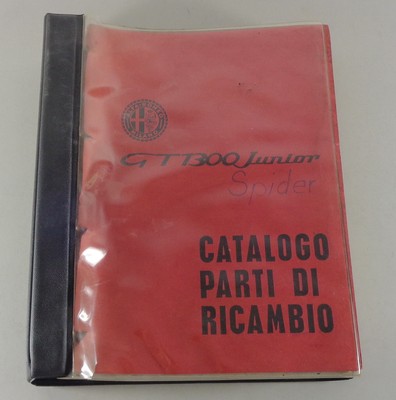 GT 1300 Junior
Spider
CATALOGO
PARTI DI
RICAMBIO